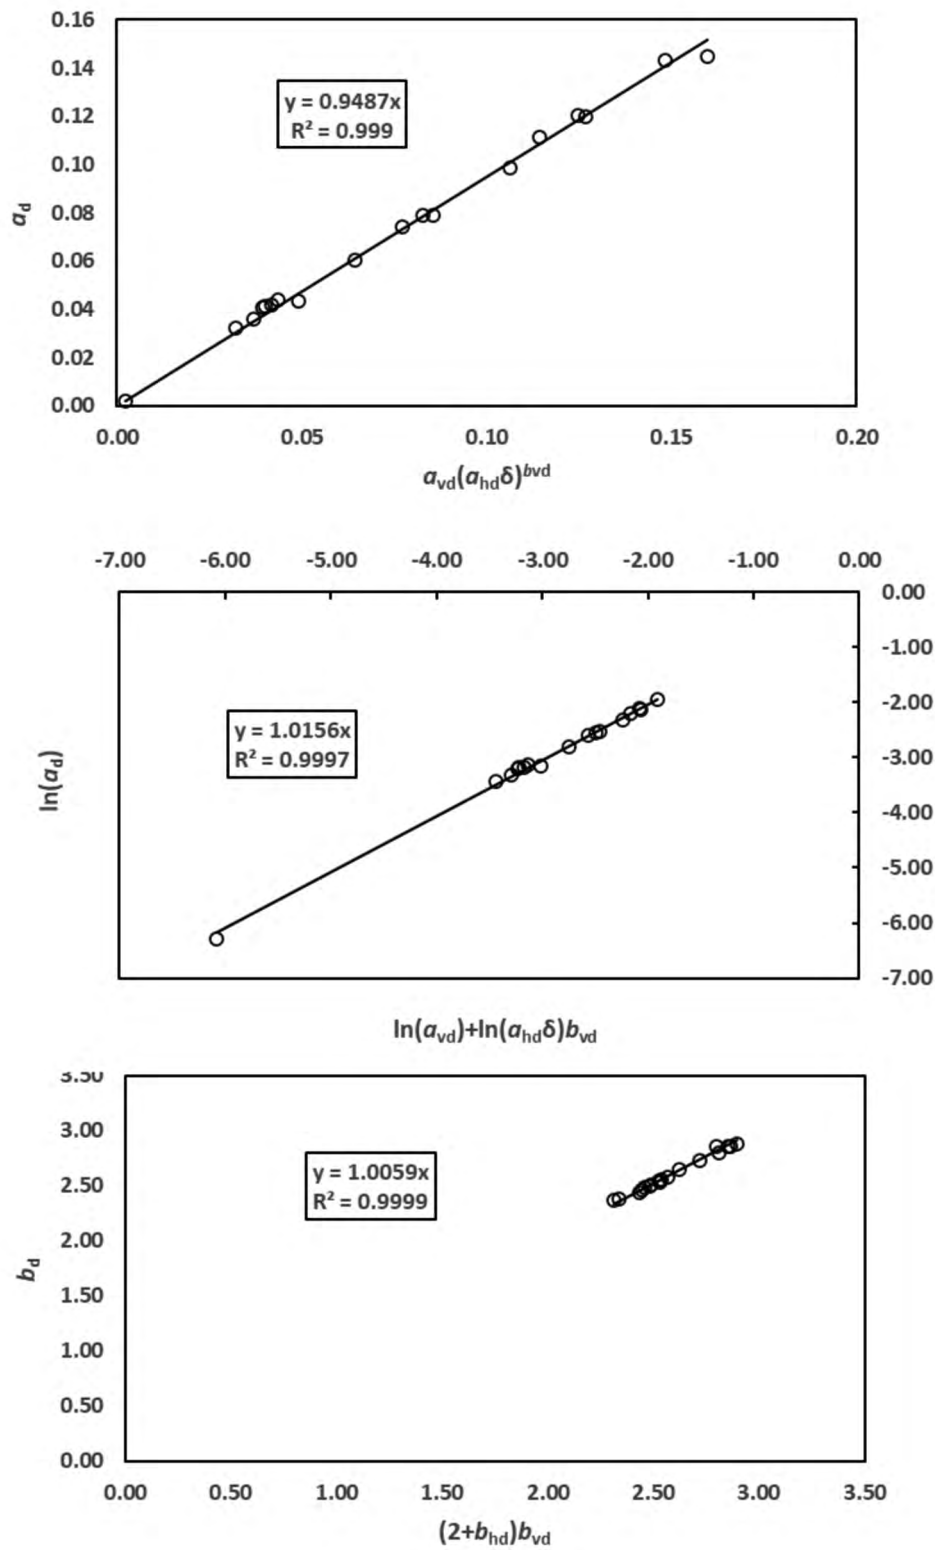 0.16
0.14
0.12
0.10
0.08
0.06
0.04
0.02
0.00
a_d
y = 0.9487x
R² = 0.999
0.00 0.05 0.10 0.15 0.20
a_vd(a_hdδ)^bvd
-7.00 -6.00 -5.00 -4.00 -3.00 -2.00 -1.00 0.00
0.00
-1.00
-2.00
-3.00
-4.00
-5.00
-6.00
-7.00
ln(a_d)
y = 1.0156x
R² = 0.9997
ln(a_vd)+ln(a_hdδ)b_vd
3.50
3.00
2.50
2.00
1.50
1.00
0.50
0.00
b_d
y = 1.0059x
R² = 0.9999
0.00 0.50 1.00 1.50 2.00 2.50 3.00 3.50
(2+b_hd)b_vd